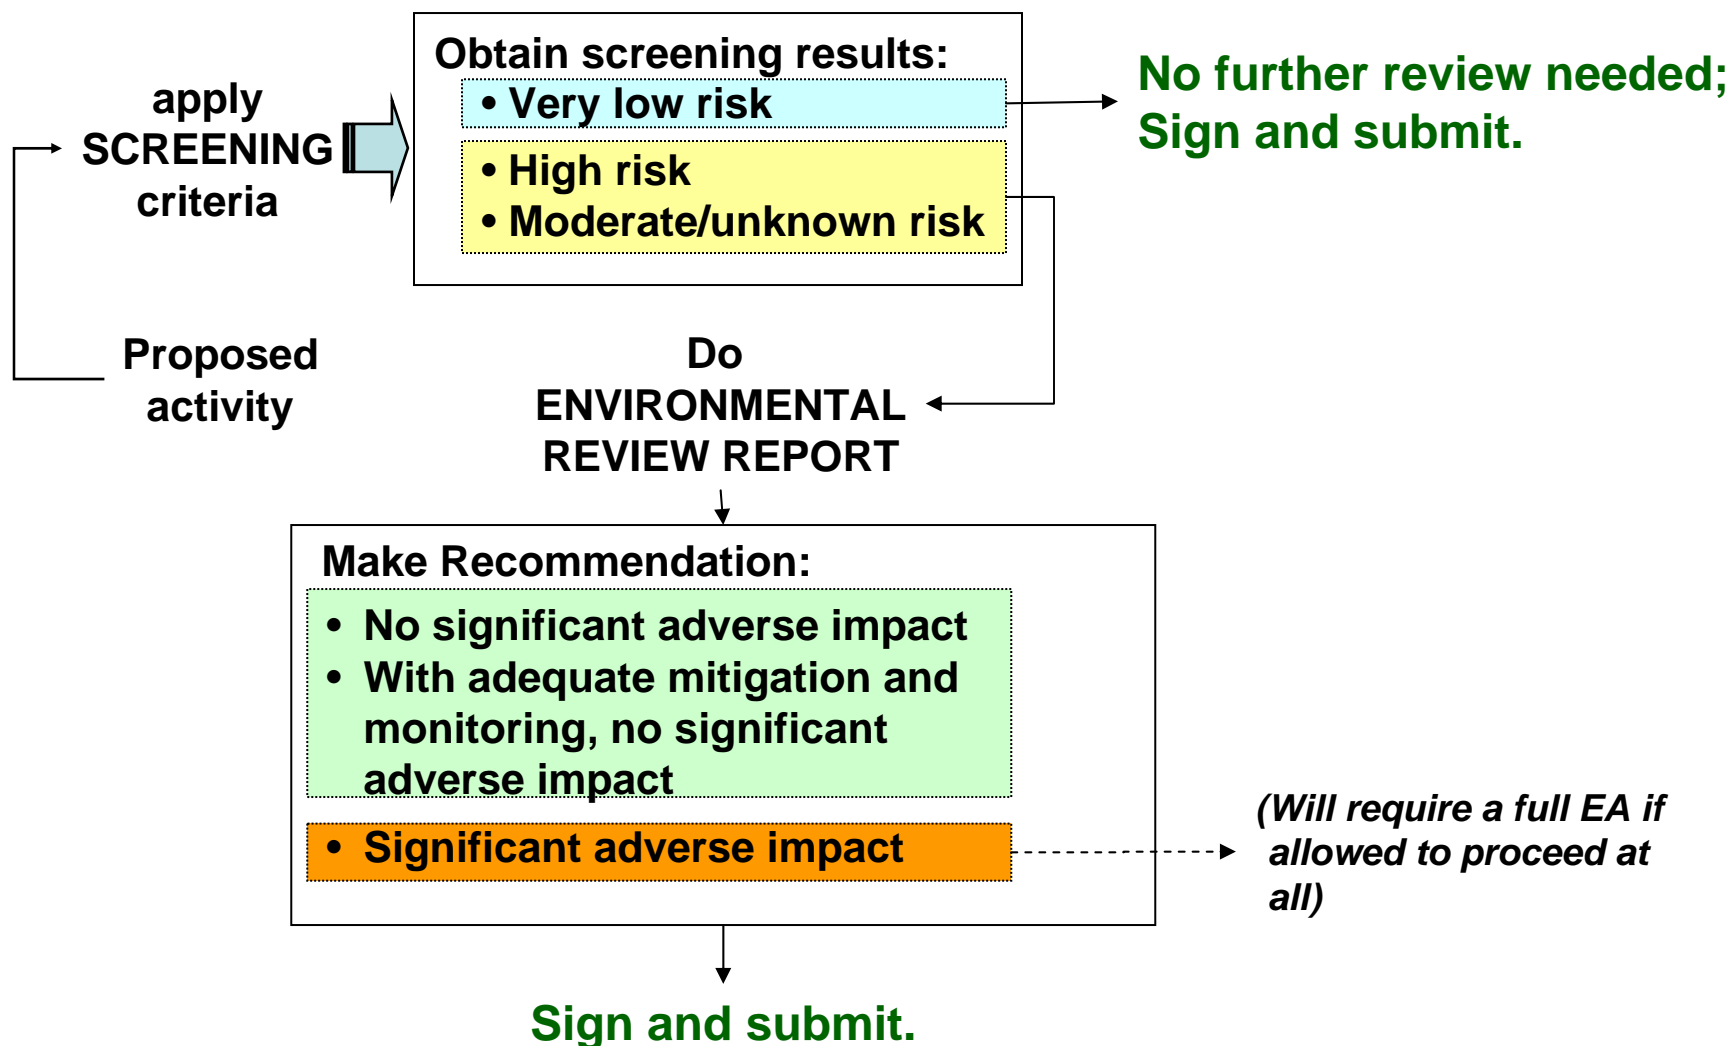 Proposed
activity
apply
SCREENING
criteria
Obtain screening results:
• Very low risk
• High risk
• Moderate/unknown risk
No further review needed;
Sign and submit.
Do
ENVIRONMENTAL
REVIEW REPORT
Make Recommendation:
• No significant adverse impact
• With adequate mitigation and
monitoring, no significant
adverse impact
• Significant adverse impact
(Will require a full EA if
allowed to proceed at
all)
Sign and submit.